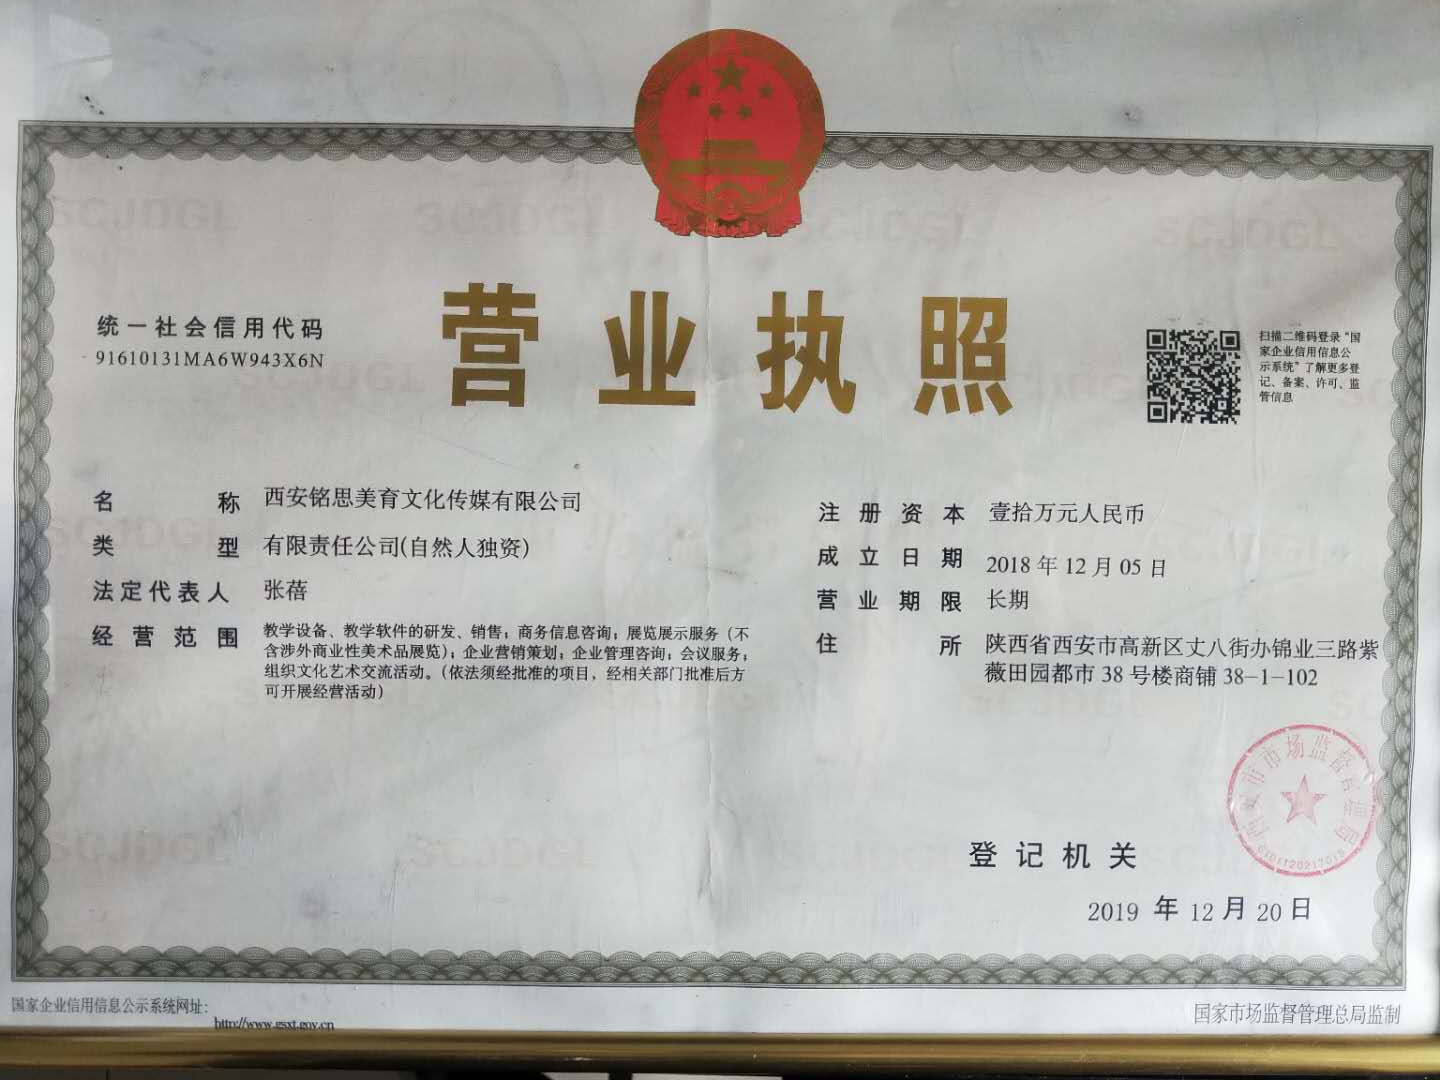 营业执照
统一社会信用代码
91610131MA6W943X6N
扫描二维码登录“国
家企业信用信息公
示系统”了解更多登
记、备案、许可、监
管信息
名 称 西安铭思美育文化传媒有限公司
类 型 有限责任公司(自然人独资)
法定代表人 张蓓
经营范围 教学设备、教学软件的研发、销售；商务信息咨询；展览展示服务（不
含涉外商业性美术品展览）；企业营销策划；企业管理咨询；会议服务；
组织文化艺术交流活动。（依法须经批准的项目，经相关部门批准后方
可开展经营活动）
注册资本 壹拾万元人民币
成立日期 2018年12月05日
营业期限 长期
住 所 陕西省西安市高新区丈八街办锦业三路紫
薇田园都市38号楼商铺38-1-102
西安市市场监督管理局
登记机关
2019年12月20日
国家企业信用信息公示系统网址：
http://www.gsxt.gov.cn
国家市场监督管理总局监制